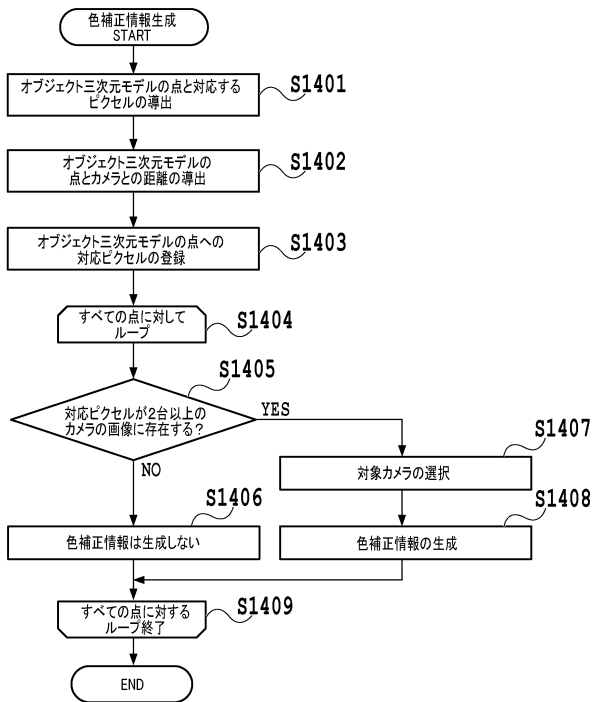 色補正情報生成
START
オブジェクト三次元モデルの点と対応する
ピクセルの導出
S1401
オブジェクト三次元モデルの
点とカメラとの距離の導出
S1402
オブジェクト三次元モデルの点への
対応ピクセルの登録
S1403
すべての点に対して
ループ
S1404
S1405
対応ピクセルが2台以上の
カメラの画像に存在する？
YES
NO
S1407
対象カメラの選択
S1406
色補正情報は生成しない
S1408
色補正情報の生成
すべての点に対する
ループ終了
S1409
END